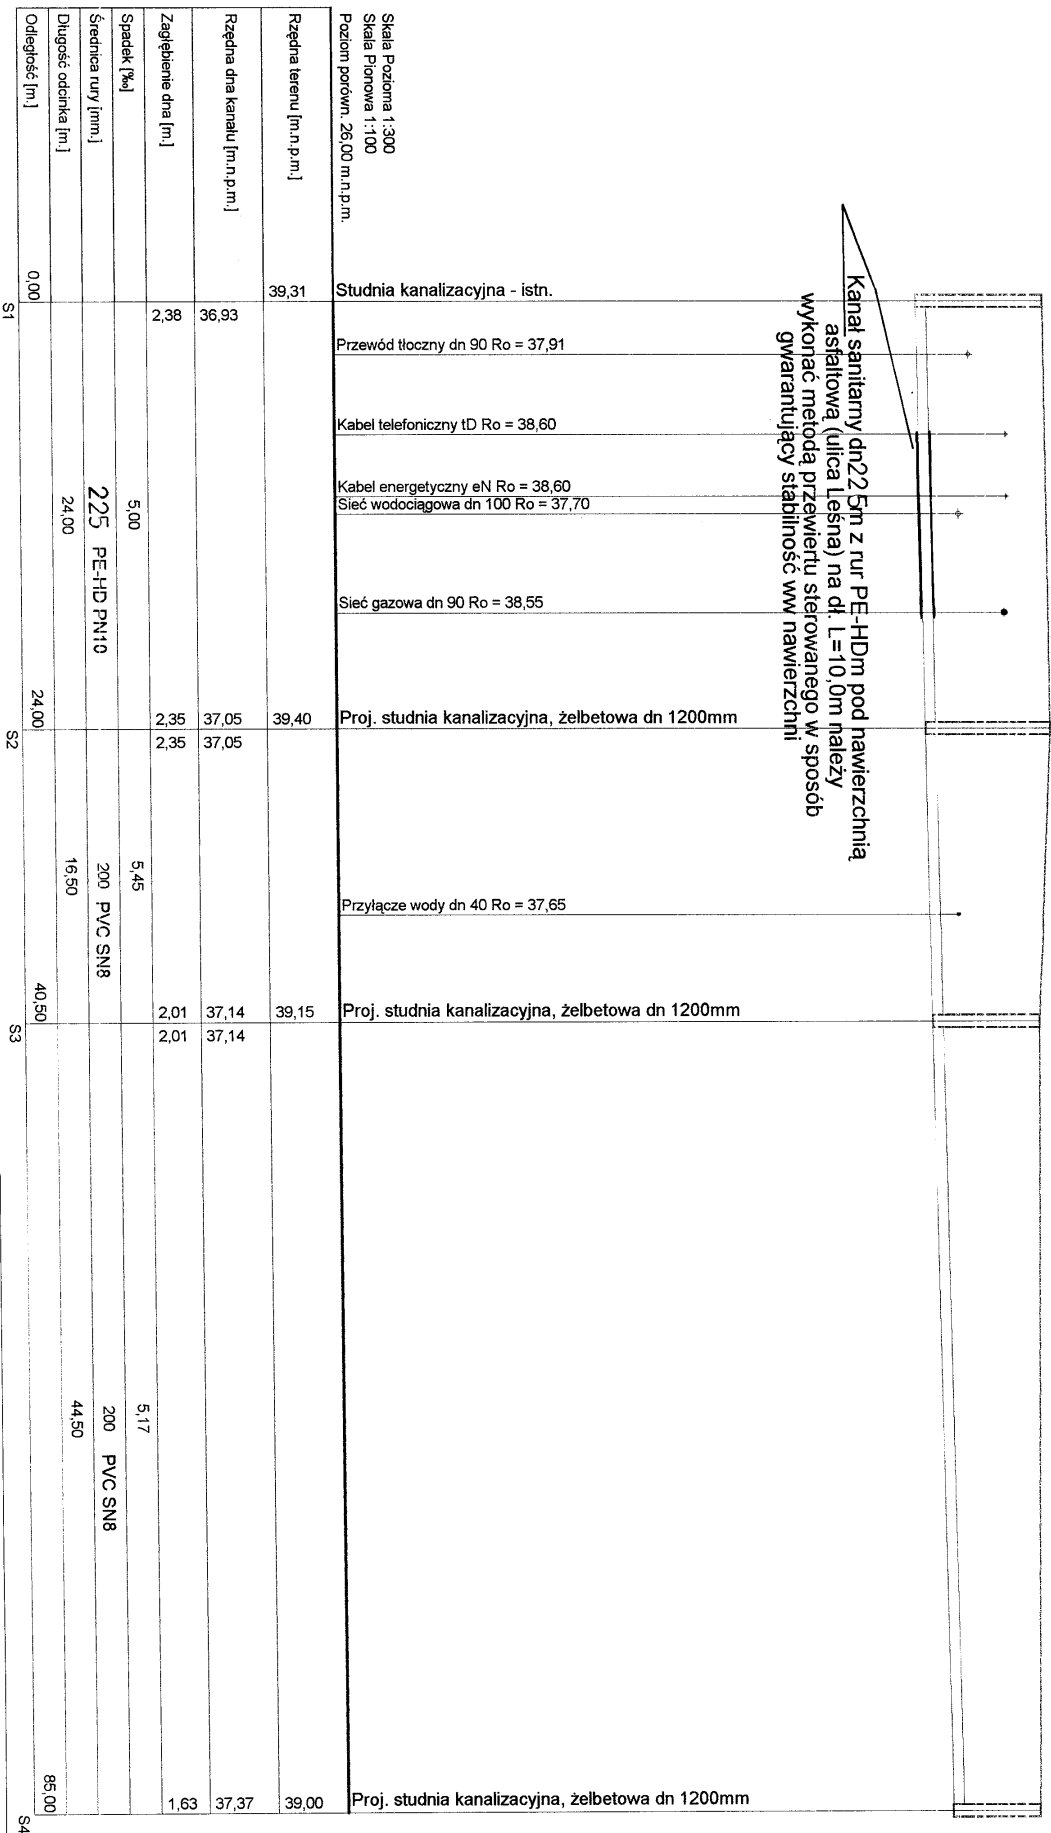 Skala Pozioma 1:300
Skala Pionowa 1:100
Poziom porówn. 26,00 m.n.p.m.
Kanał sanitarny dn225m z rur PE-HDm pod nawierzchnią
asfaltową (ulica Leśna) na dł. L=10,0m należy
wykonać metodą przewiertu sterowanego w sposób
gwarantujący stabilność ww nawierzchni
Studnia kanalizacyjna - istn.
Przewód tłoczny dn 90 Ro = 37,91
Kabel telefoniczny tD Ro = 38,60
Kabel energetyczny eN Ro = 38,60
Sieć wodociągowa dn 100 Ro = 37,70
Sieć gazowa dn 90 Ro = 38,55
Proj. studnia kanalizacyjna, żelbetowa dn 1200mm
Przyłącze wody dn 40 Ro = 37,65
Proj. studnia kanalizacyjna, żelbetowa dn 1200mm
Proj. studnia kanalizacyjna, żelbetowa dn 1200mm
Rzędna terenu [m.n.p.m.] 39,31 39,40 39,15 39,00
Rzędna dna kanału [m.n.p.m.] 36,93 37,05 37,05 37,14 37,14 37,37
Zagłębienie dna [m.] 2,38 2,35 2,35 2,01 2,01 1,63
Spadek [‰] 5,00 5,45 5,17
Średnica rury [mm.] 225 PE-HD PN10 200 PVC SN8 200 PVC SN8
Długość odcinka [m.] 24,00 16,50 44,50
Odległość [m.] 0,00 24,00 40,50 85,00
S1 S2 S3 S4